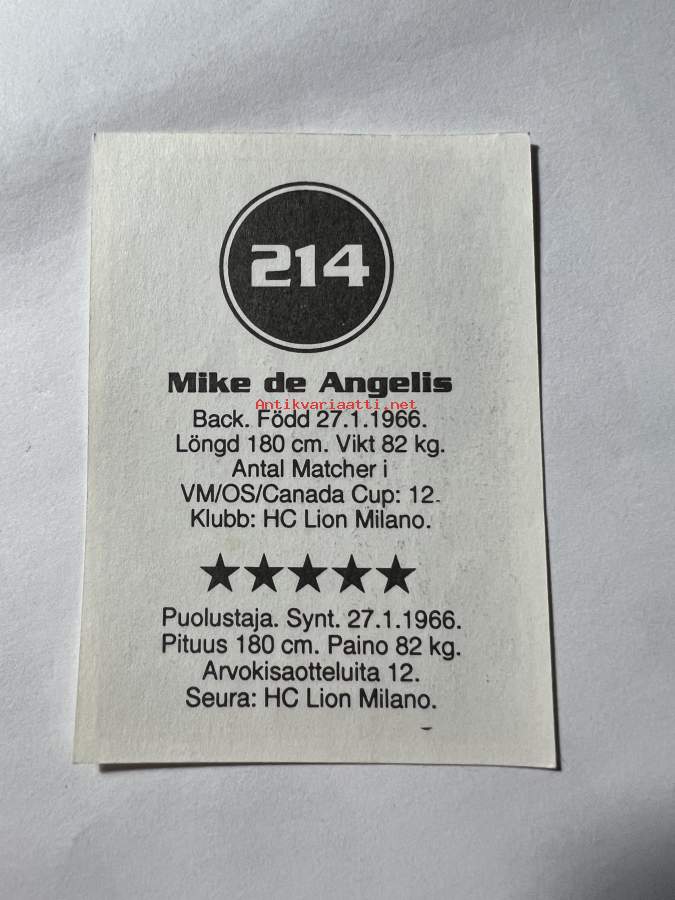 214
Mike de Angelis
Antikvariaatti.net
Back. Född 27.1.1966.
Löngd 180 cm. Vikt 82 kg.
Antal Matcher i
VM/OS/Canada Cup: 12.
Klubb: HC Lion Milano.
Puolustaja. Synt. 27.1.1966.
Pituus 180 cm. Paino 82 kg.
Arvokisaotteluita 12.
Seura: HC Lion Milano.